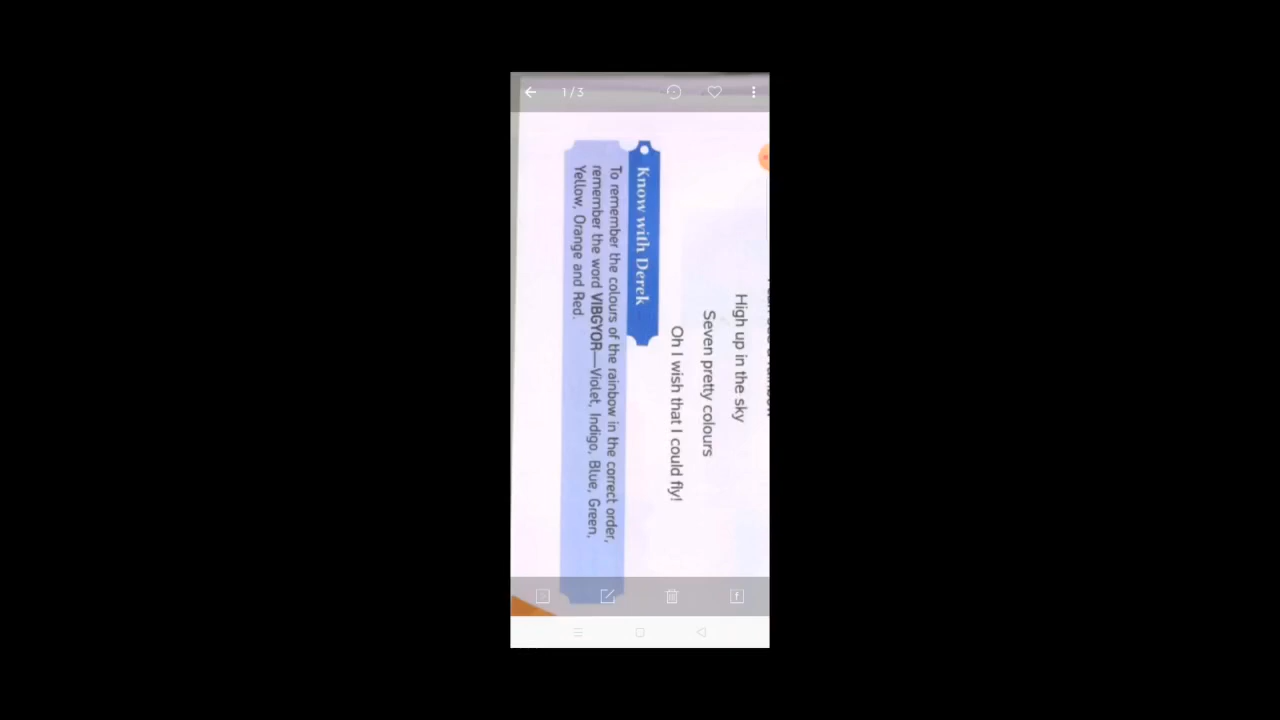 1/3
High up in the sky
Seven pretty colours
Oh I wish that I could fly!
Know with Derek
To remember the colours of the rainbow in the correct order,
remember the word VIBGYOR—Violet, Indigo, Blue, Green,
Yellow, Orange and Red.